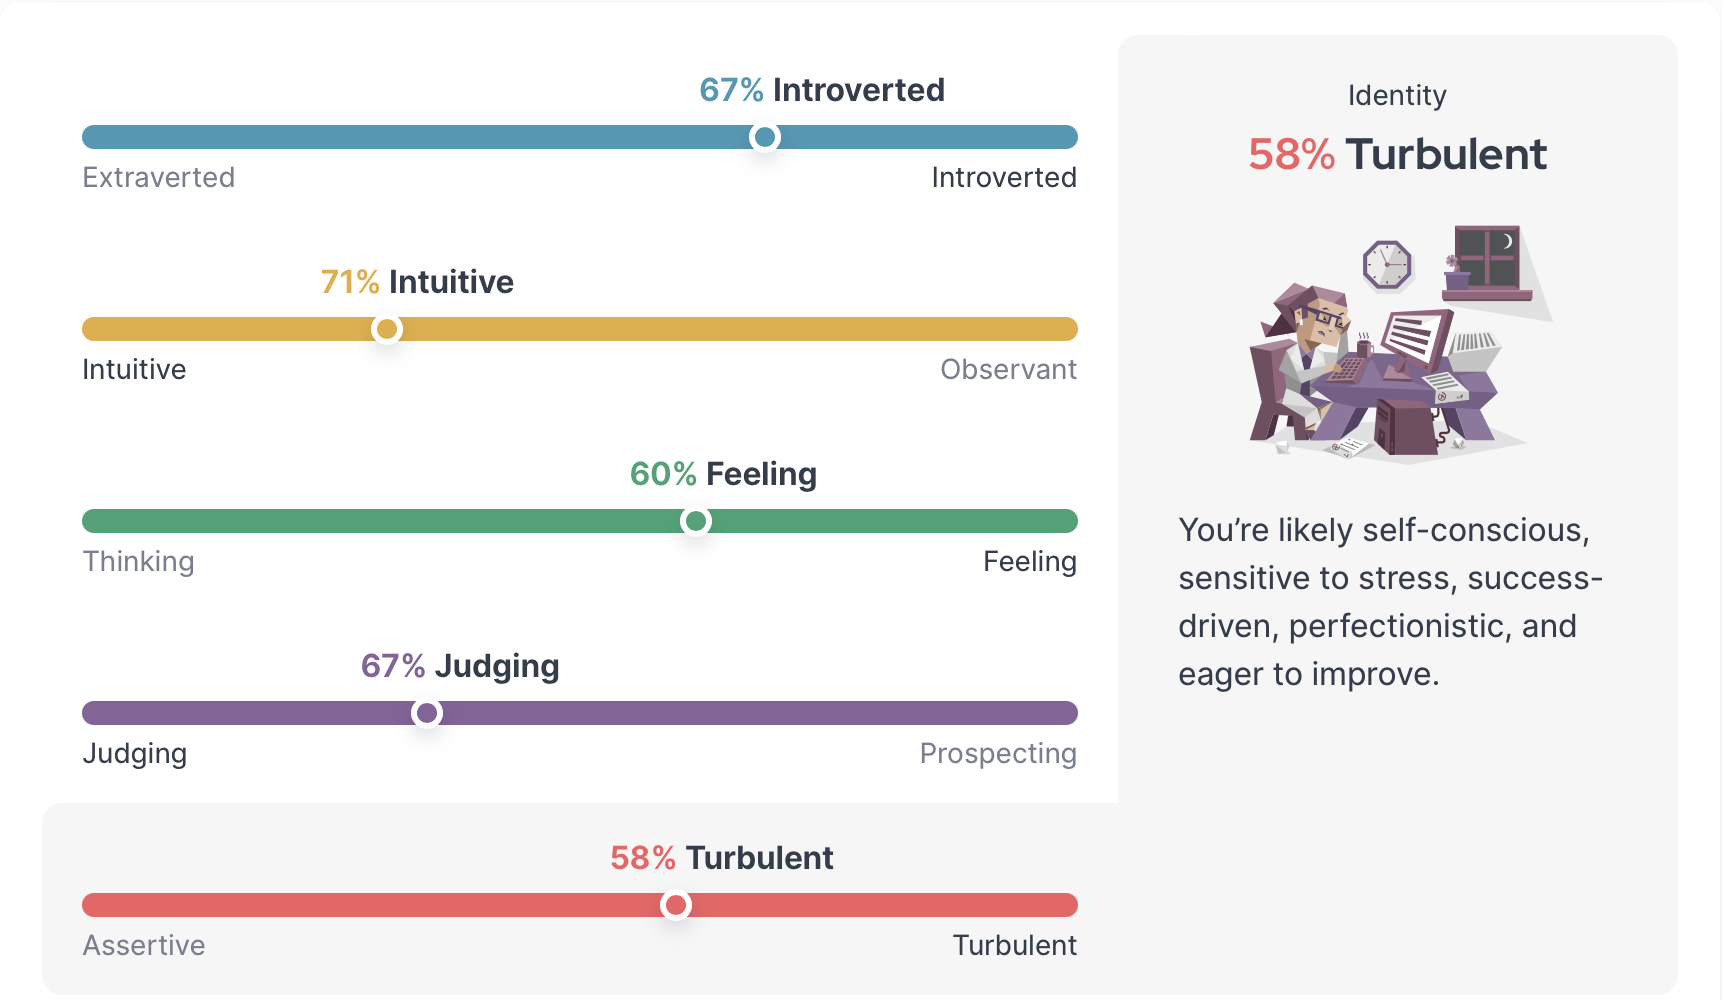 67% Introverted
Extraverted
Introverted
71% Intuitive
Intuitive
Observant
60% Feeling
Thinking
Feeling
67% Judging
Judging
Prospecting
58% Turbulent
Assertive
Turbulent
Identity
58% Turbulent
You’re likely self-conscious,
sensitive to stress, success-
driven, perfectionistic, and
eager to improve.